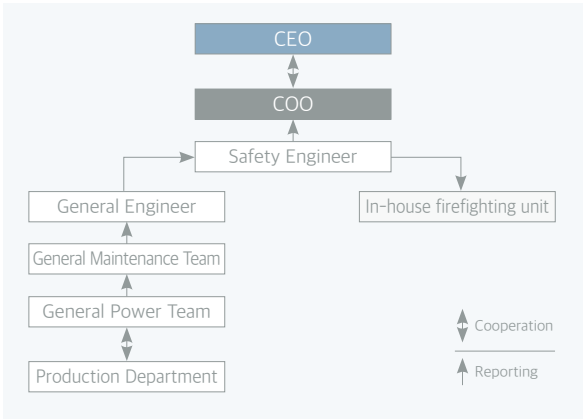 CEO
COO
Safety Engineer
General Engineer
In-house firefighting unit
General Maintenance Team
General Power Team
Cooperation
Reporting
Production Department